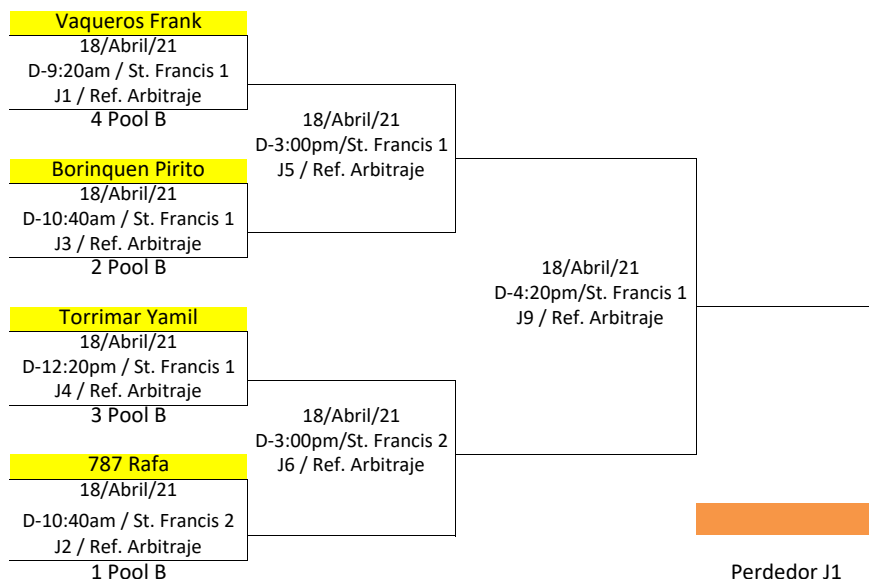 Vaqueros Frank
18/Abril/21
D-9:20am / St. Francis 1
J1 / Ref. Arbitraje
4 Pool B
18/Abril/21
D-3:00pm/St. Francis 1
J5 / Ref. Arbitraje
Borinquen Pirito
18/Abril/21
D-10:40am / St. Francis 1
J3 / Ref. Arbitraje
2 Pool B
18/Abril/21
D-4:20pm/St. Francis 1
J9 / Ref. Arbitraje
Torrimar Yamil
18/Abril/21
D-12:20pm / St. Francis 1
J4 / Ref. Arbitraje
3 Pool B
18/Abril/21
D-3:00pm/St. Francis 2
J6 / Ref. Arbitraje
787 Rafa
18/Abril/21
D-10:40am / St. Francis 2
J2 / Ref. Arbitraje
1 Pool B
Perdedor J1